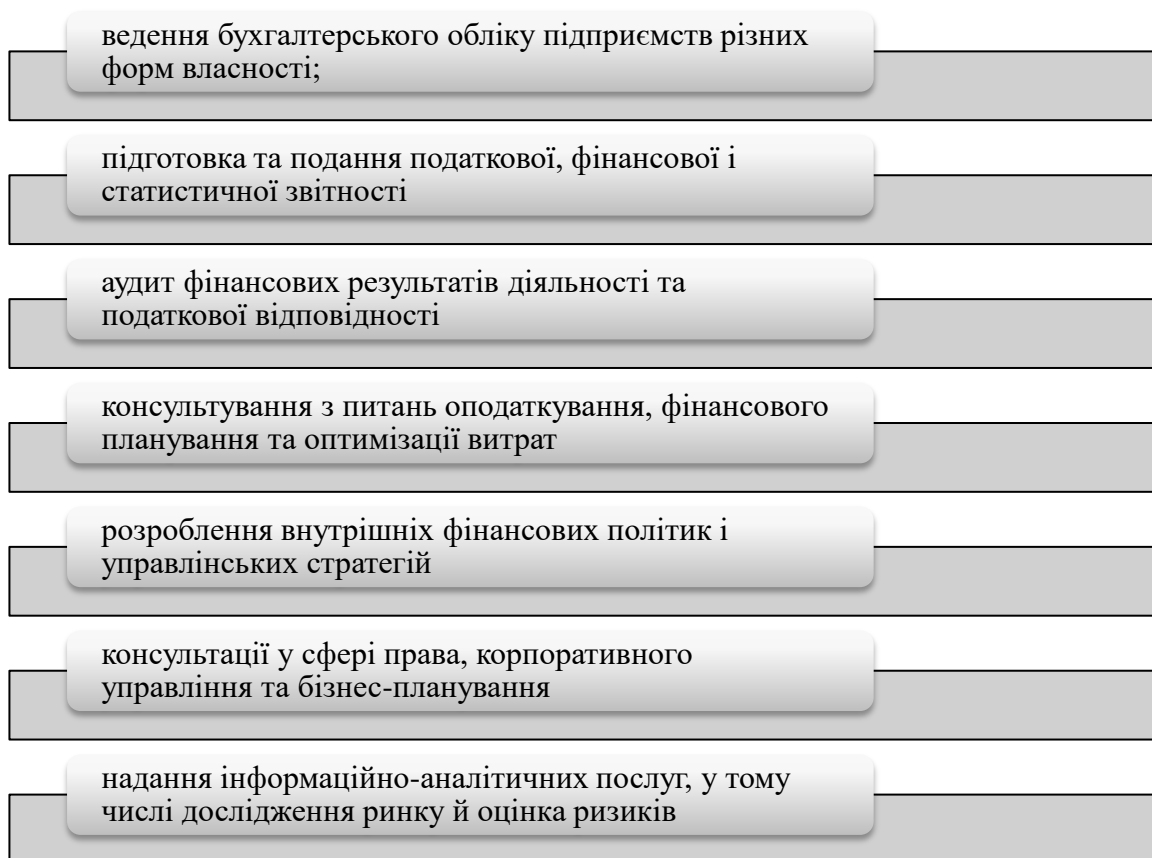 ведення бухгалтерського обліку підприємств різних
форм власності;
підготовка та подання податкової, фінансової і
статистичної звітності
аудит фінансових результатів діяльності та
податкової відповідності
консультування з питань оподаткування, фінансового
планування та оптимізації витрат
розроблення внутрішніх фінансових політик і
управлінських стратегій
консультації у сфері права, корпоративного
управління та бізнес-планування
надання інформаційно-аналітичних послуг, у тому
числі дослідження ринку й оцінка ризиків